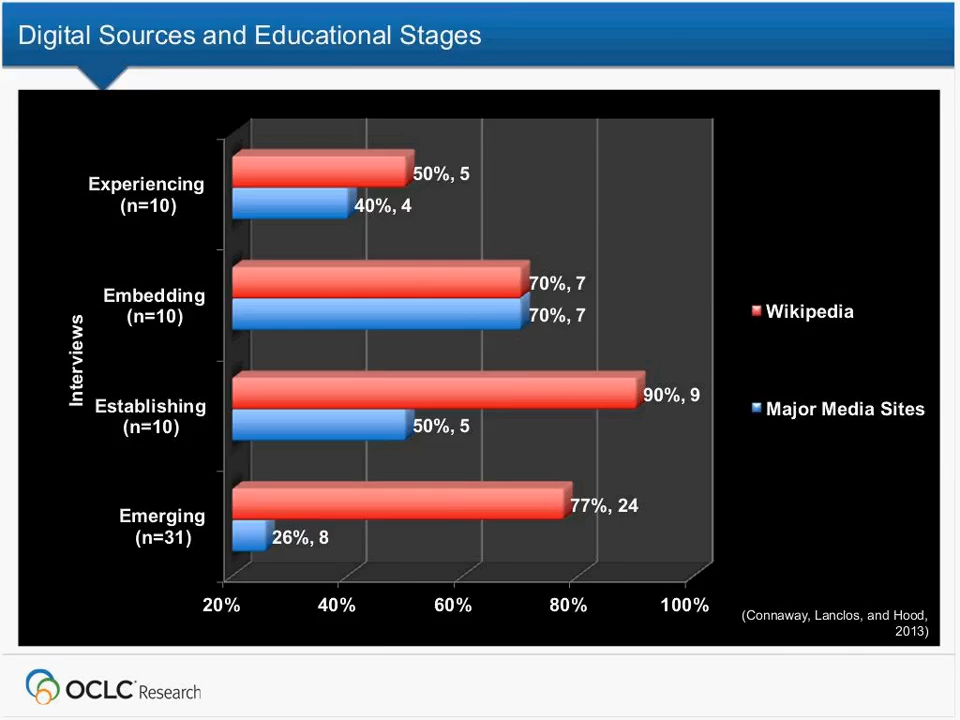 Digital Sources and Educational Stages
Experiencing
(n=10)
50%, 5
40%, 4
Embedding
(n=10)
70%, 7
70%, 7
Establishing
(n=10)
90%, 9
50%, 5
Emerging
(n=31)
77%, 24
26%, 8
Interviews
20% 40% 60% 80% 100%
Wikipedia
Major Media Sites
(Connaway, Lanclos, and Hood,
2013)
OCLC Research